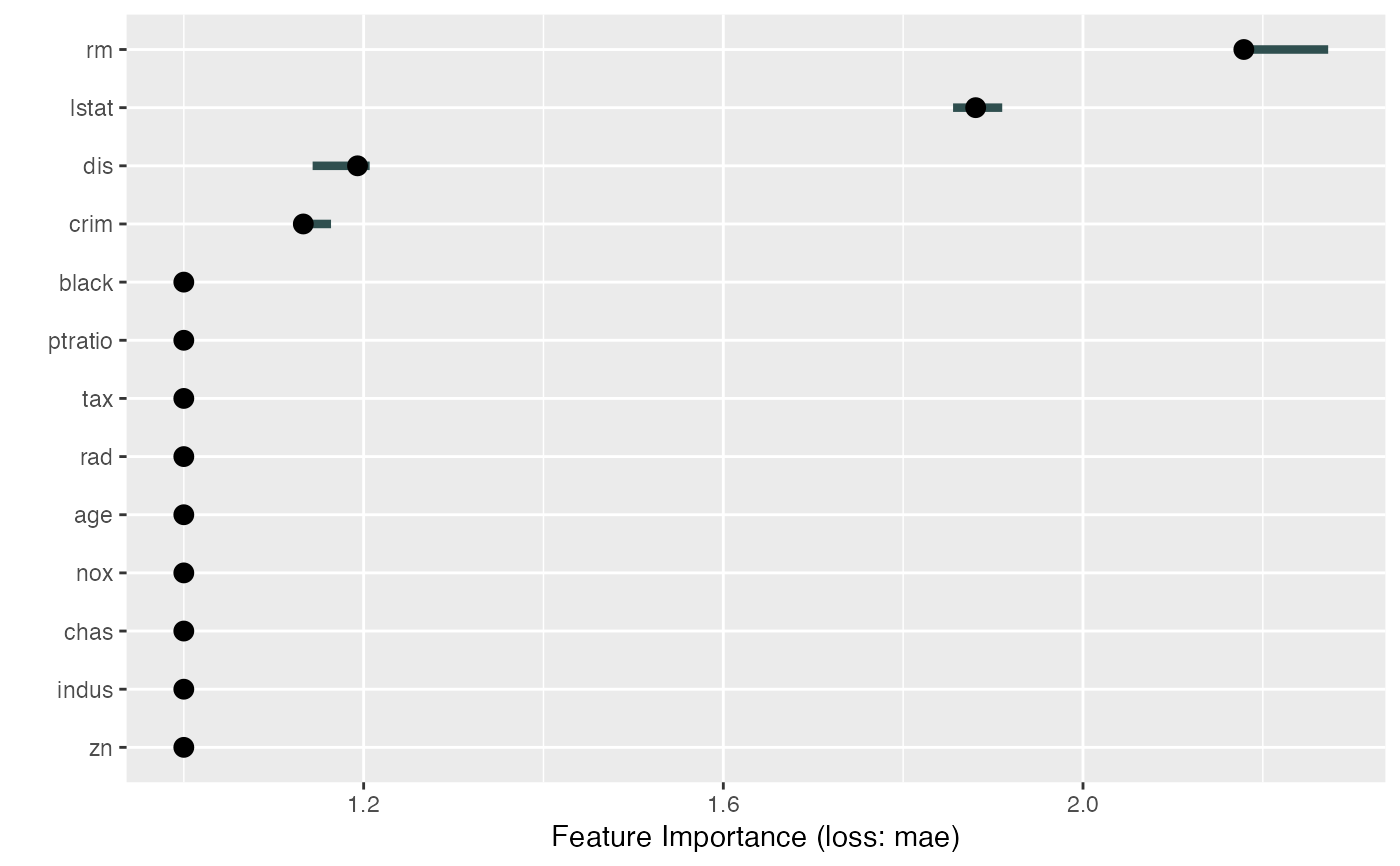 rm
lstat
dis
crim
black
ptratio
tax
rad
age
nox
chas
indus
zn
1.2 1.6 2.0
Feature Importance (loss: mae)